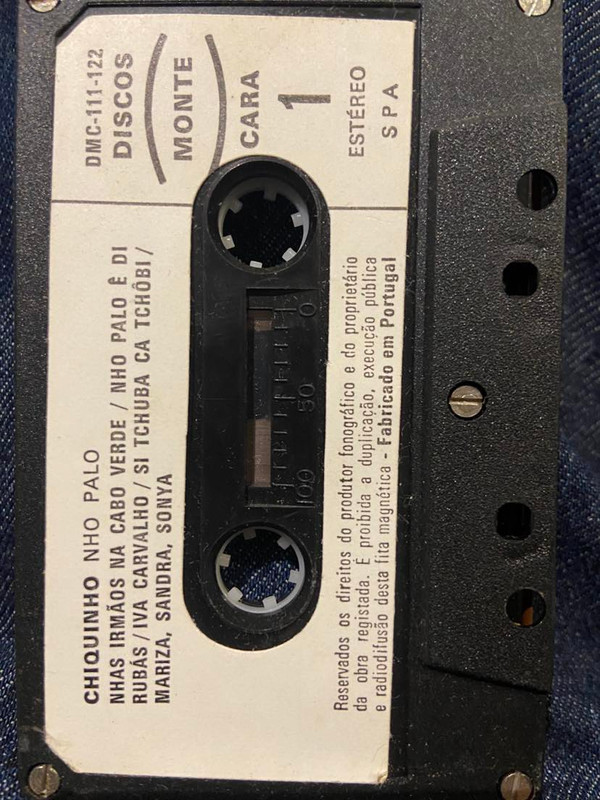 CHIQUINHO NHO PALO
NHAS IRMÃOS NA CABO VERDE / NHO PALO Ê DI
RUBÁS / IVA CARVALHO / SI TCHUBA CA TCHÔBI /
MARIZA, SANDRA, SONYA
DMC-111-122
DISCOS
MONTE
CARA
1
ESTÉREO
SPA
100 50 0
Reservados os direitos do produtor fonográfico e do proprietário
da obra registada. É proibida a duplicação, execução pública
e radiodifusão desta fita magnética - Fabricado em Portugal